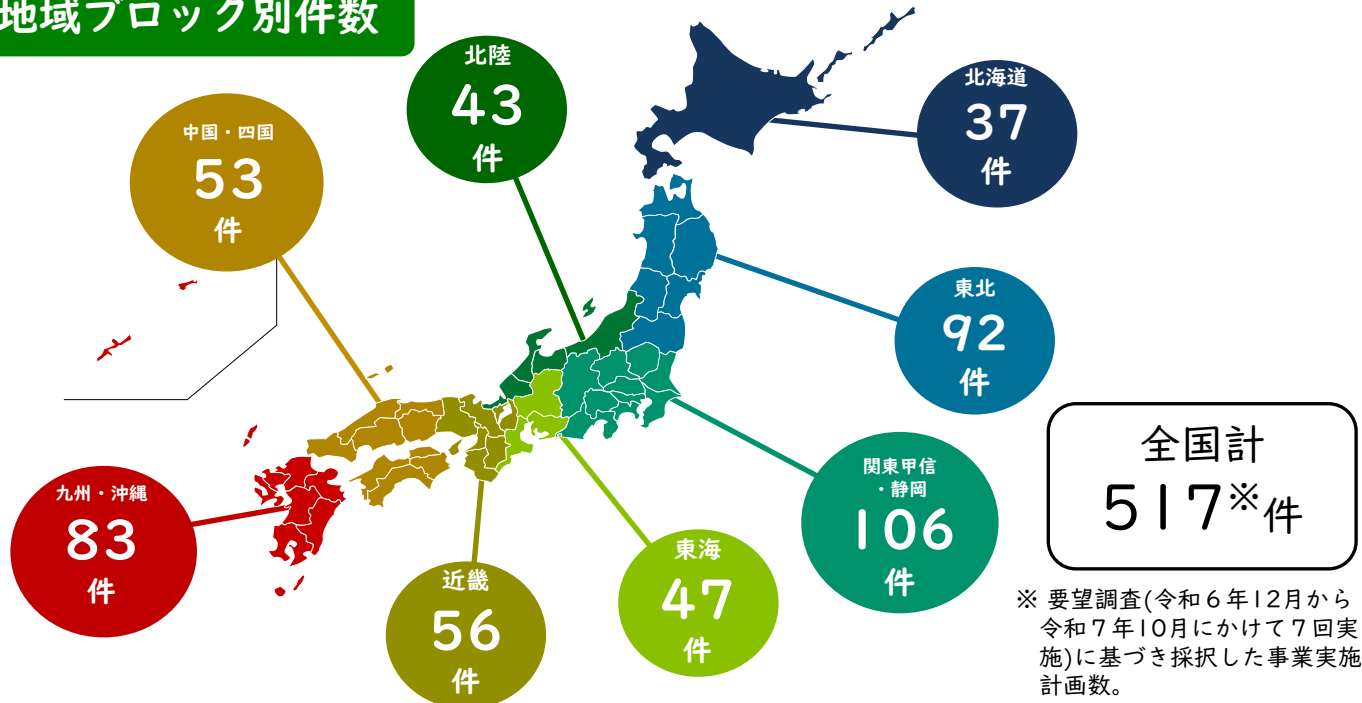 地域ブロック別件数
北陸
43
件
北海道
37
件
中国・四国
53
件
東北
92
件
関東甲信
・静岡
106
件
九州・沖縄
83
件
近畿
56
件
東海
47
件
全国計
517※件
※ 要望調査(令和6年12月から
令和7年10月にかけて7回実
施)に基づき採択した事業実施
計画数。